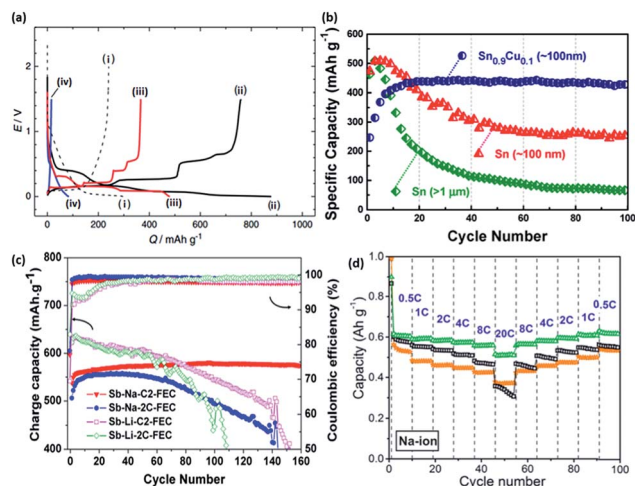 (a)
E / V
2
1
0
(i)
(iv)
(iii)
(ii)
(iv)
(i)
(iii)
(ii)
0 200 400 600 800 1000
Q / mAh g⁻¹
(b)
Specific Capacity (mAh g⁻¹)
600
500
400
300
200
100
0
Sn0.9Cu0.1 (~100nm)
Sn (~100 nm)
Sn (>1 μm)
0 20 40 60 80 100
Cycle Number
(c)
Charge capacity (mAh.g⁻¹)
800
750
700
650
600
550
500
450
400
Sb-Na-C2-FEC
Sb-Na-2C-FEC
Sb-Li-C2-FEC
Sb-Li-2C-FEC
100
90
80
70
60
50
Coulombic efficiency (%)
0 20 40 60 80 100 120 140 160
Cycle Number
(d)
Capacity (Ah g⁻¹)
1.0
0.8
0.6
0.4
0.2
0.0
0.5C 1C 2C 4C 8C 20C 8C 4C 2C 1C 0.5C
Na-ion
0 20 40 60 80 100
Cycle Number